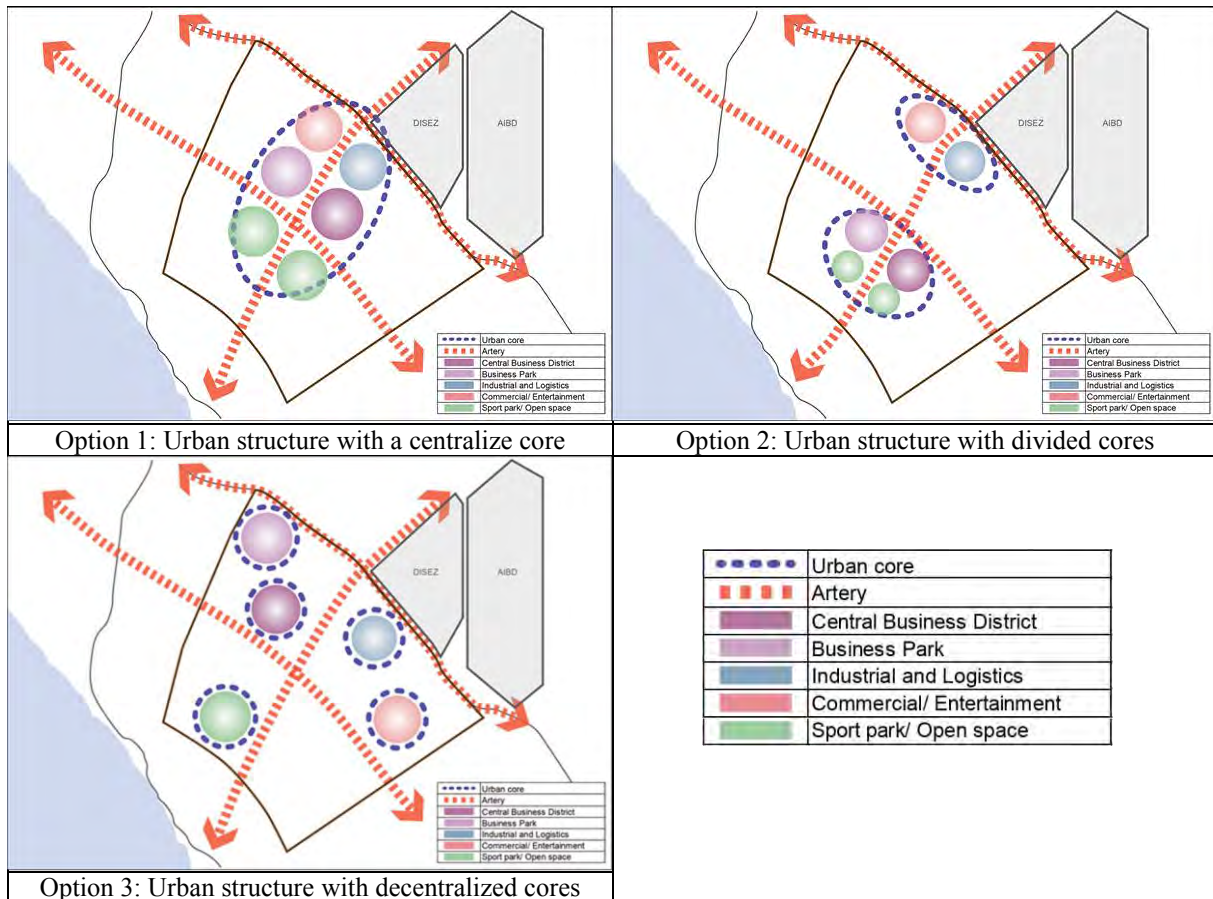 DISEZ
AIBD
Urban core
Artery
Central Business District
Business Park
Industrial and Logistics
Commercial/ Entertainment
Sport park/ Open space
Option 1: Urban structure with a centralize core
DISEZ
AIBD
Urban core
Artery
Central Business District
Business Park
Industrial and Logistics
Commercial/ Entertainment
Sport park/ Open space
Option 2: Urban structure with divided cores
DISEZ
AIBD
Urban core
Artery
Central Business District
Business Park
Industrial and Logistics
Commercial/ Entertainment
Sport park/ Open space
Option 3: Urban structure with decentralized cores
Urban core
Artery
Central Business District
Business Park
Industrial and Logistics
Commercial/ Entertainment
Sport park/ Open space